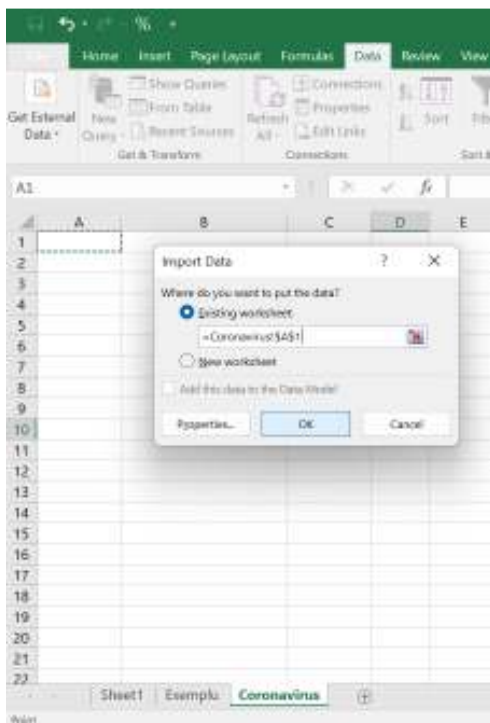 %
Home Insert Page Layout Formulas Data Review View
Get External Data
New Query
Show Queries
From Table
Recent Sources
Refresh All
Connections
Properties
Edit Links
Sort
Get & Transform
Connections
Sort &
A1
fx
A B C D E
1
2
3
4
5
6
7
8
9
10
11
12
13
14
15
16
17
18
19
20
21
22
Import Data ? ×
Where do you want to put the data?
Existing worksheet
=Coronavirus!$A$1
New worksheet
Add this data to the Data Model
Properties... OK Cancel
Sheet1 Exemplu Coronavirus
Point